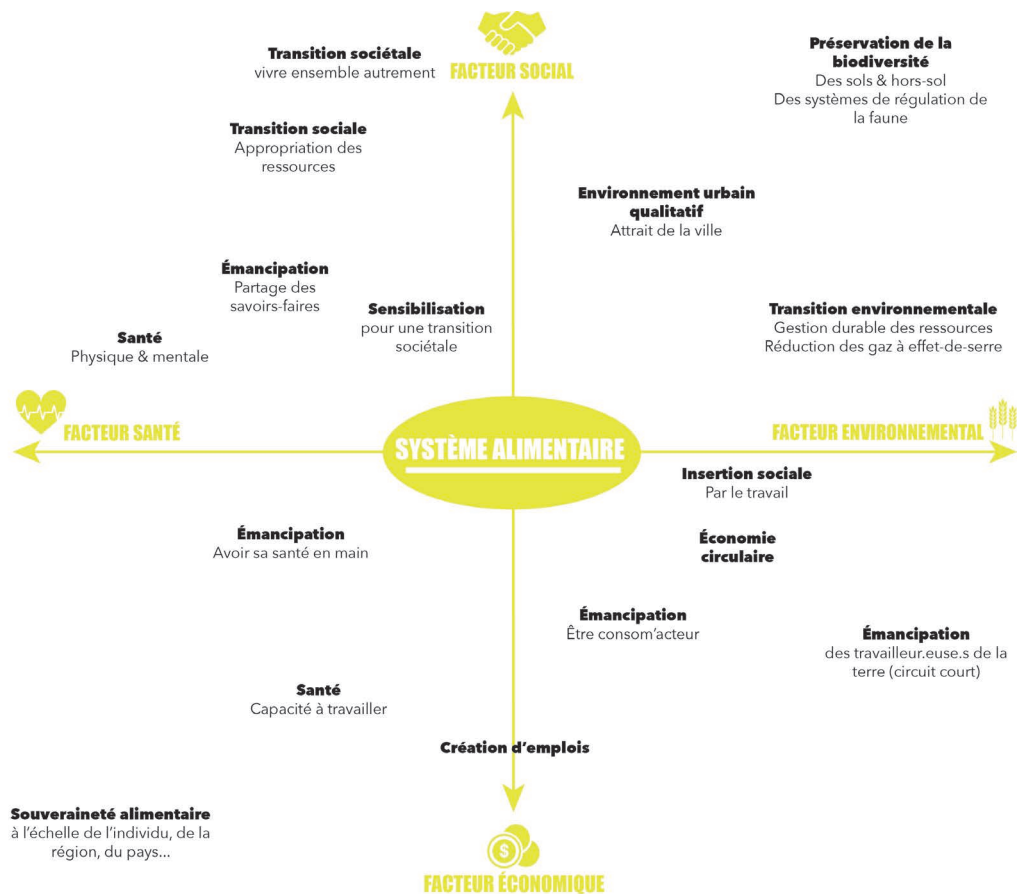 Transition sociétale
vivre ensemble autrement
FACTEUR SOCIAL
Préservation de la
biodiversité
Des sols & hors-sol
Des systèmes de régulation de
la faune
Transition sociale
Appropriation des
ressources
Environnement urbain
qualitatif
Attrait de la ville
Émancipation
Partage des
savoirs-faires
Sensibilisation
pour une transition
sociétale
Transition environnementale
Gestion durable des ressources
Réduction des gaz à effet-de-serre
Santé
Physique & mentale
FACTEUR SANTÉ
SYSTÈME ALIMENTAIRE
FACTEUR ENVIRONNEMENTAL
Insertion sociale
Par le travail
Émancipation
Avoir sa santé en main
Économie
circulaire
Émancipation
Être consom’acteur
Émancipation
des travailleur.euse.s de la
terre (circuit court)
Santé
Capacité à travailler
Création d’emplois
Souveraineté alimentaire
à l’échelle de l’individu, de la
région, du pays...
$
FACTEUR ÉCONOMIQUE